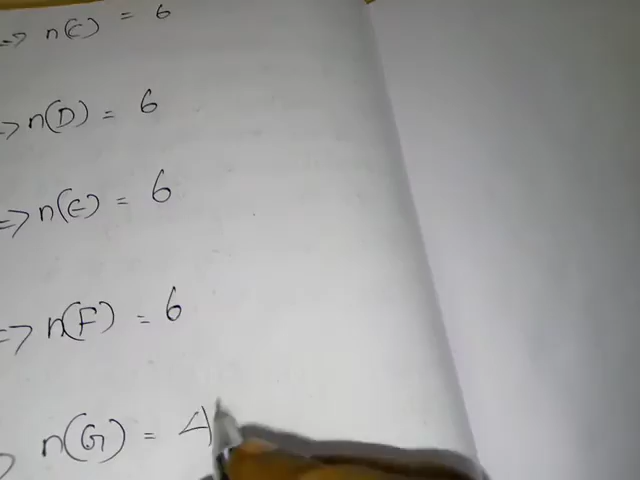 => n(C) = 6
=> n(D) = 6
=> n(E) = 6
=> n(F) = 6
=> n(G) = 4